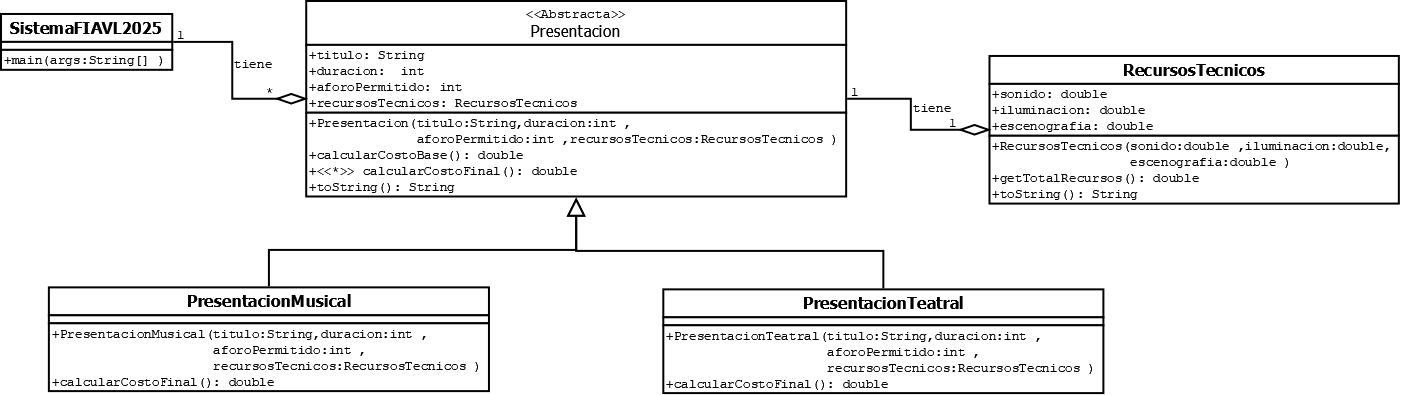 SistemaFIAVL2025
+main(args:String[] )
1
tiene
*
<<Abstracta>>
Presentacion
+titulo: String
+duracion:  int
+aforoPermitido: int
+recursosTecnicos: RecursosTecnicos
+Presentacion(titulo:String,duracion:int ,
aforoPermitido:int ,recursosTecnicos:RecursosTecnicos )
+calcularCostoBase(): double
+<<*>> calcularCostoFinal(): double
+toString(): String
1
tiene
1
RecursosTecnicos
+sonido: double
+iluminacion: double
+escenografia: double
+RecursosTecnicos(sonido:double ,iluminacion:double,
escenografia:double )
+getTotalRecursos(): double
+toString(): String
PresentacionMusical
+PresentacionMusical(titulo:String,duracion:int ,
aforoPermitido:int ,
recursosTecnicos:RecursosTecnicos )
+calcularCostoFinal(): double
PresentacionTeatral
+PresentacionTeatral(titulo:String,duracion:int ,
aforoPermitido:int ,
recursosTecnicos:RecursosTecnicos )
+calcularCostoFinal(): double